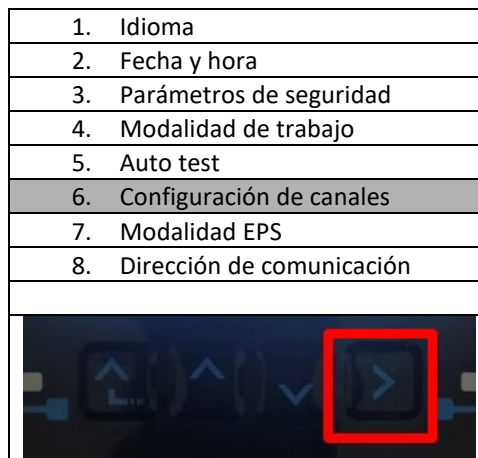 1. Idioma
2. Fecha y hora
3. Parámetros de seguridad
4. Modalidad de trabajo
5. Auto test
6. Configuración de canales
7. Modalidad EPS
8. Dirección de comunicación